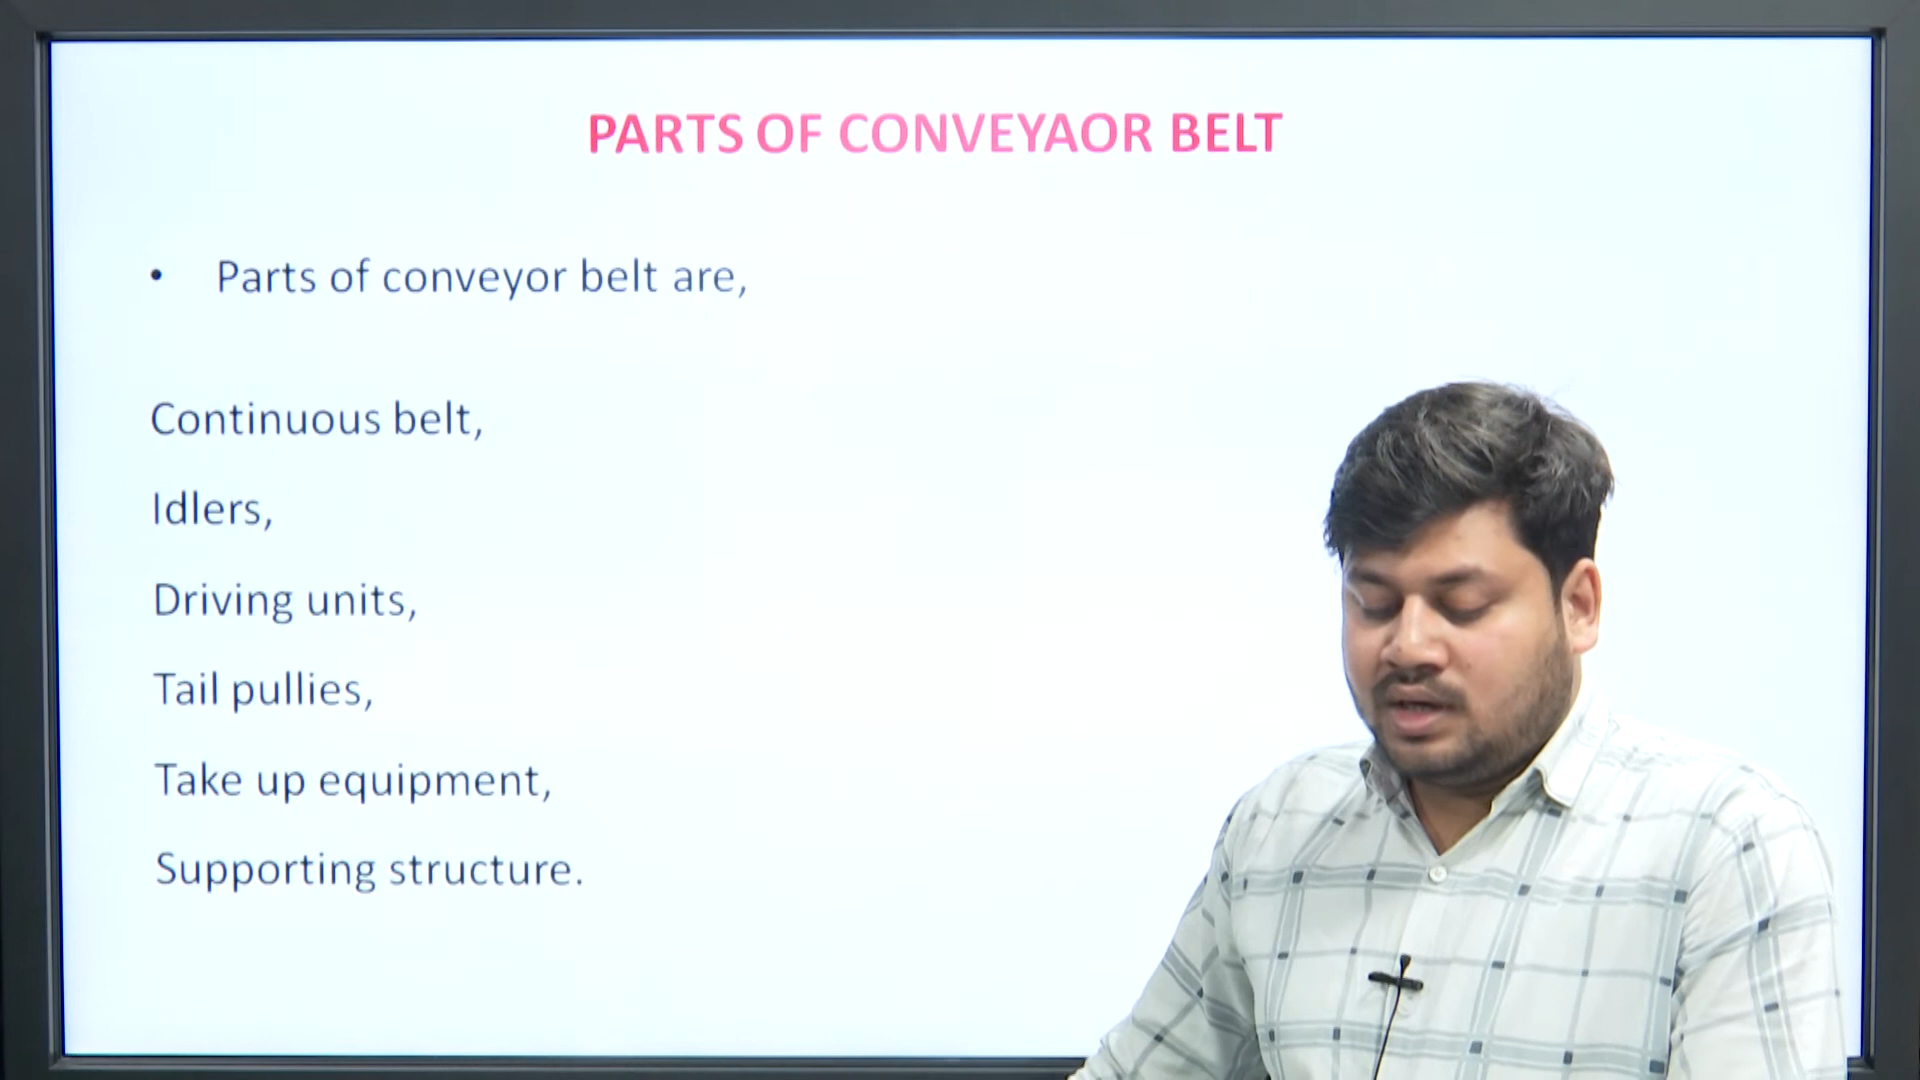 PARTS OF CONVEYAOR BELT
• Parts of conveyor belt are,
Continuous belt,
Idlers,
Driving units,
Tail pullies,
Take up equipment,
Supporting structure.